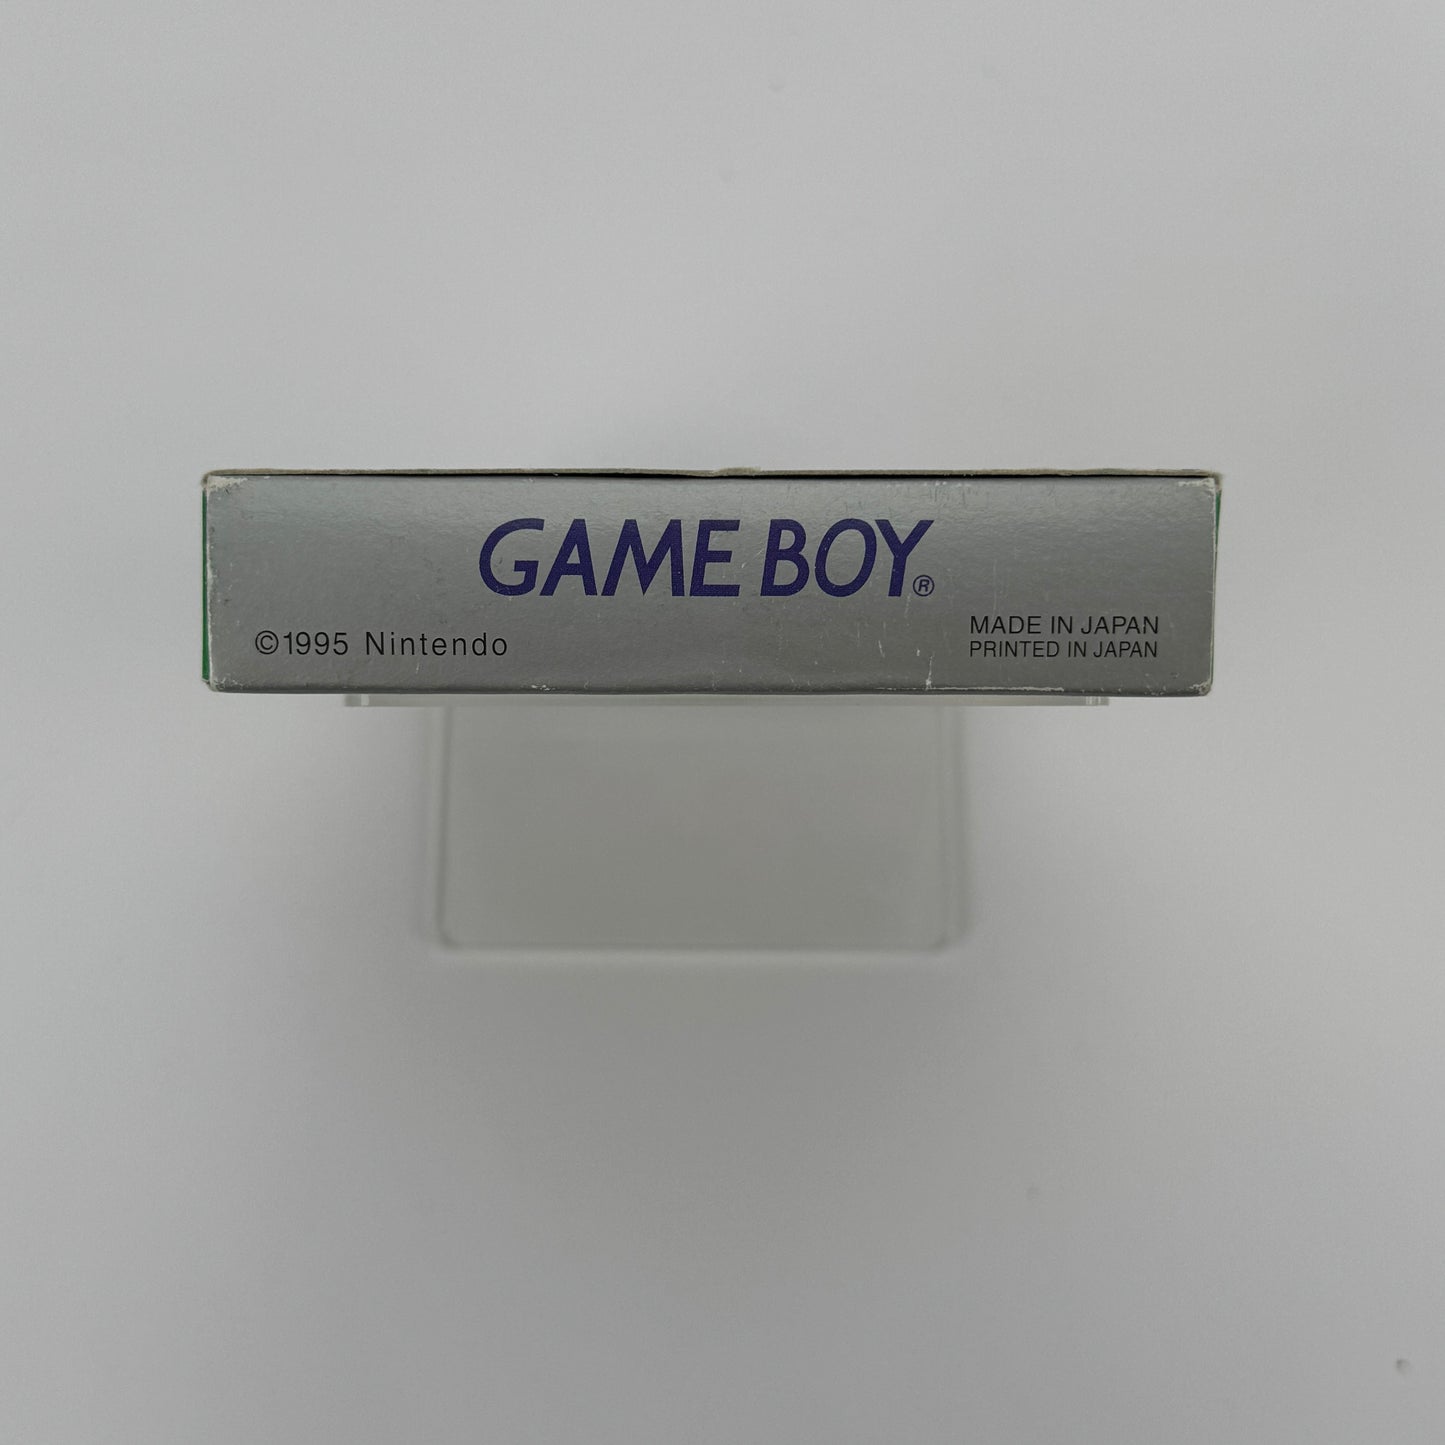 GAME BOY®
©1995 Nintendo
MADE IN JAPAN
PRINTED IN JAPAN